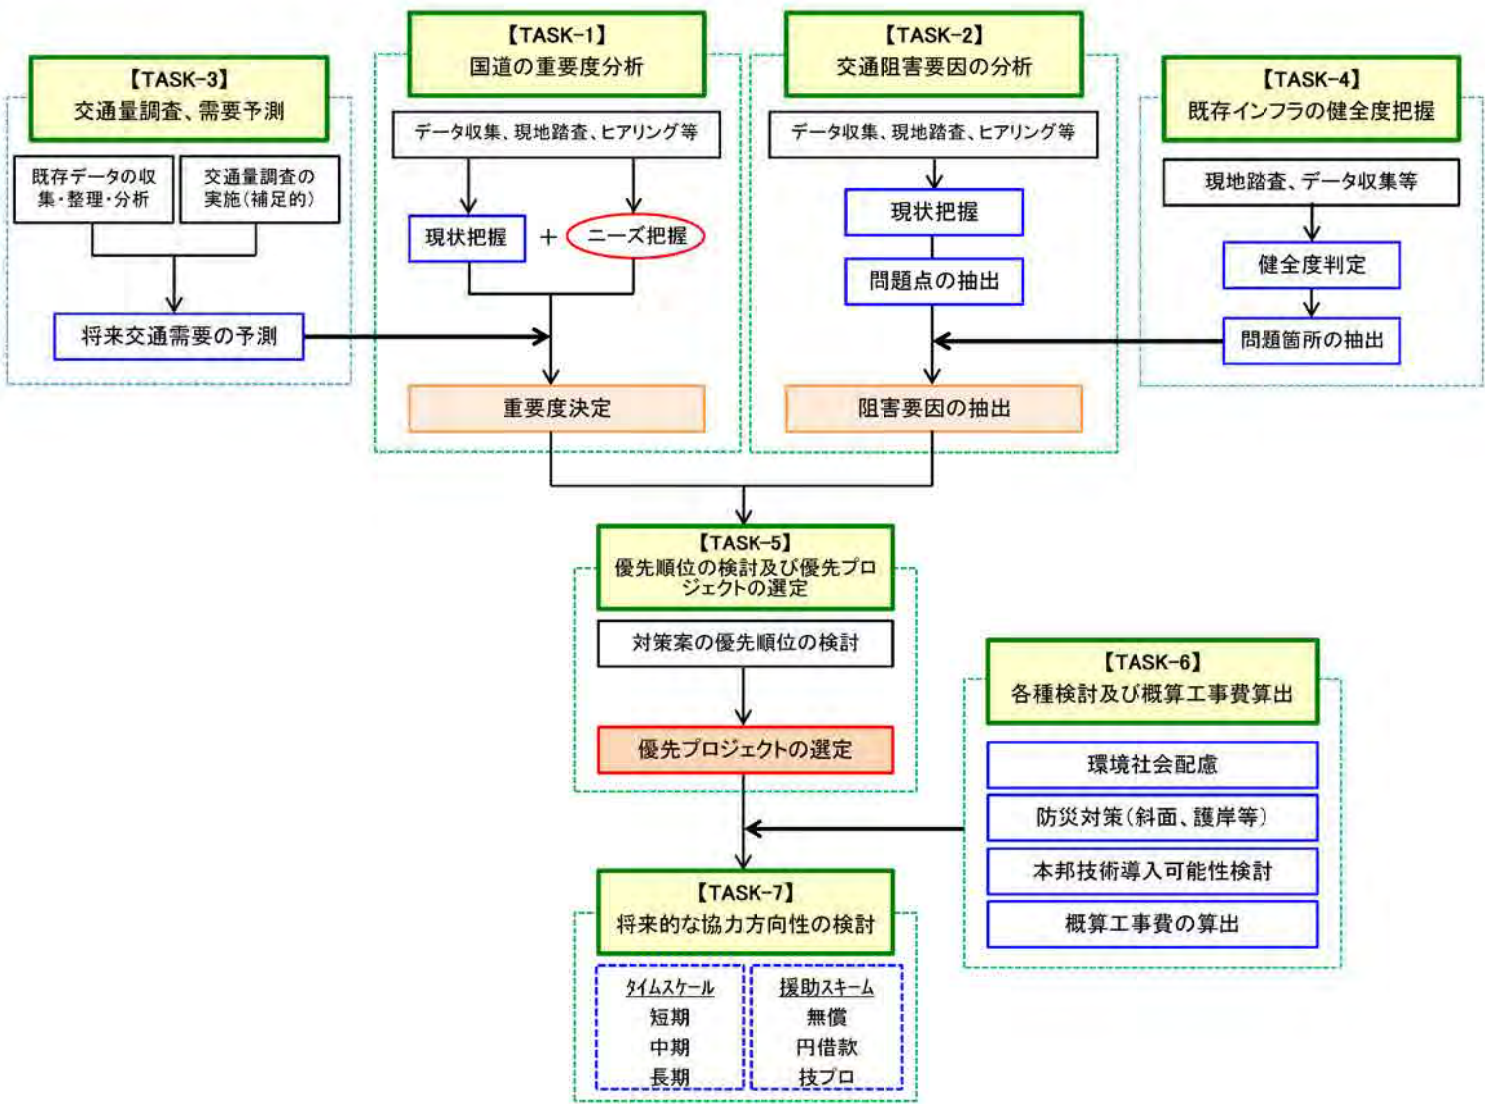 【TASK-1】
国道の重要度分析
データ収集、現地踏査、ヒアリング等
現状把握
+
ニーズ把握
重要度決定
【TASK-2】
交通阻害要因の分析
データ収集、現地踏査、ヒアリング等
現状把握
問題点の抽出
阻害要因の抽出
【TASK-3】
交通量調査、需要予測
既存データの収
集・整理・分析
交通量調査の
実施(補足的)
将来交通需要の予測
【TASK-4】
既存インフラの健全度把握
現地踏査、データ収集等
健全度判定
問題箇所の抽出
【TASK-5】
優先順位の検討及び優先プロ
ジェクトの選定
対策案の優先順位の検討
優先プロジェクトの選定
【TASK-6】
各種検討及び概算工事費算出
環境社会配慮
防災対策(斜面、護岸等)
本邦技術導入可能性検討
概算工事費の算出
【TASK-7】
将来的な協力方向性の検討
タイムスケール
短期
中期
長期
援助スキーム
無償
円借款
技プロ